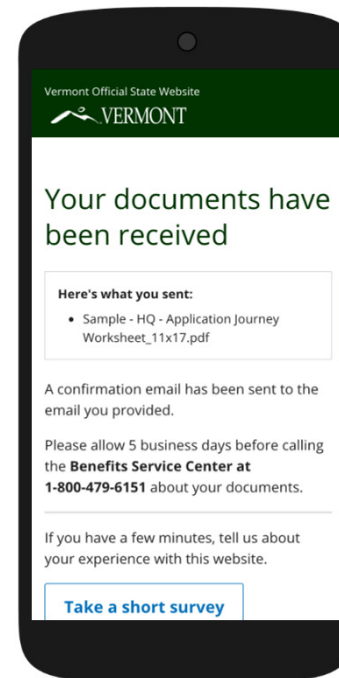 Vermont Official State Website
VERMONT
Your documents have
been received
Here's what you sent:
• Sample - HQ - Application Journey
Worksheet_11x17.pdf
A confirmation email has been sent to the
email you provided.
Please allow 5 business days before calling
the Benefits Service Center at
1-800-479-6151 about your documents.
If you have a few minutes, tell us about
your experience with this website.
Take a short survey